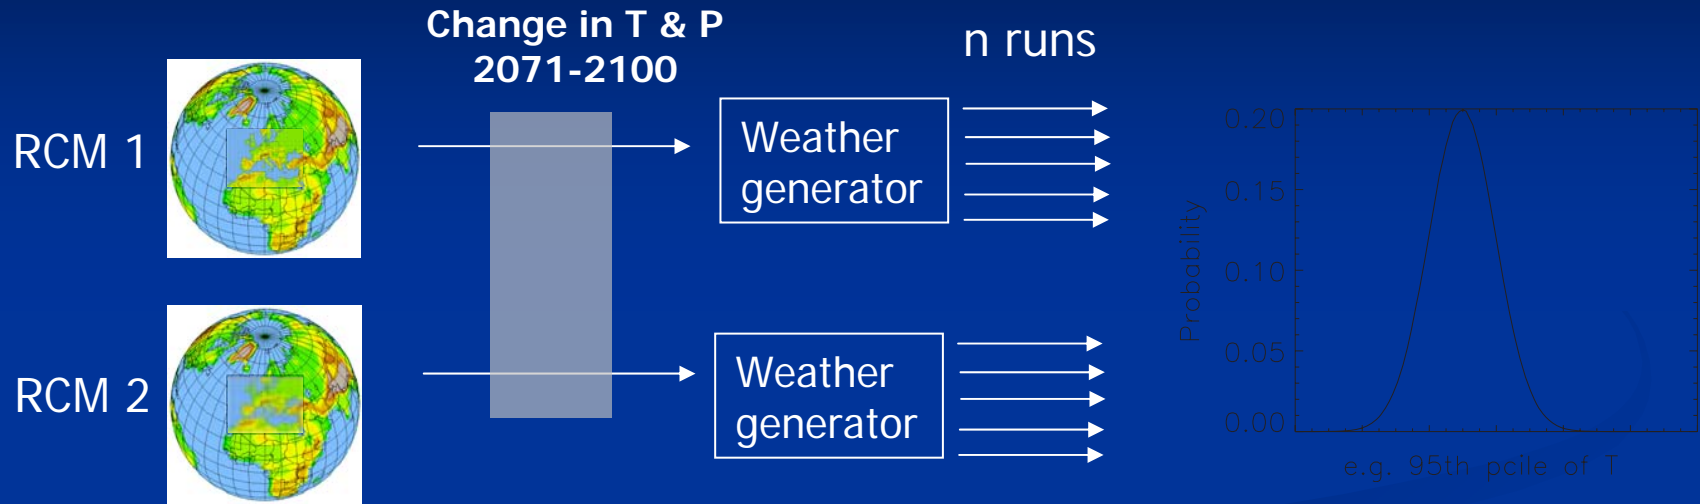 Change in T & P
2071-2100
n runs
RCM 1
Weather
generator
RCM 2
Weather
generator
0.20
0.15
0.10
0.05
0.00
Probability
e.g. 95th pcile of T